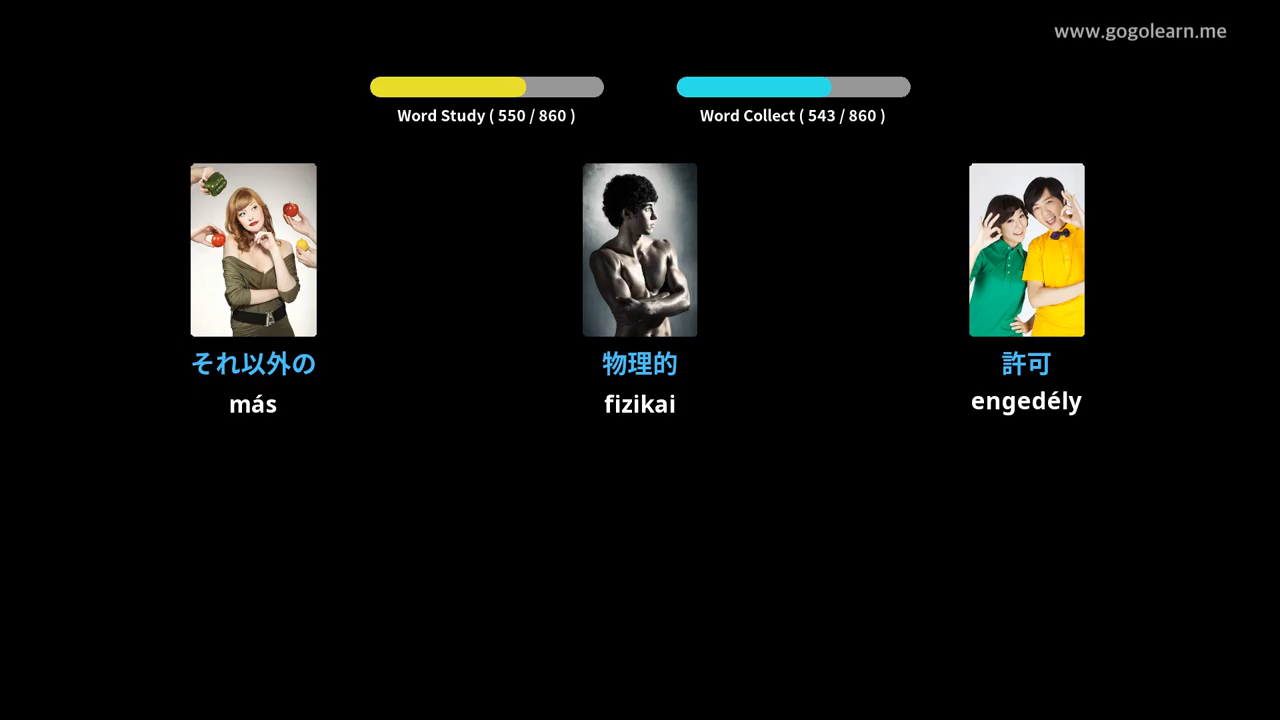 www.gogolearn.me
Word Study ( 550 / 860 )
Word Collect ( 543 / 860 )
それ以外の
物理的
許可
más
fizikai
engedély